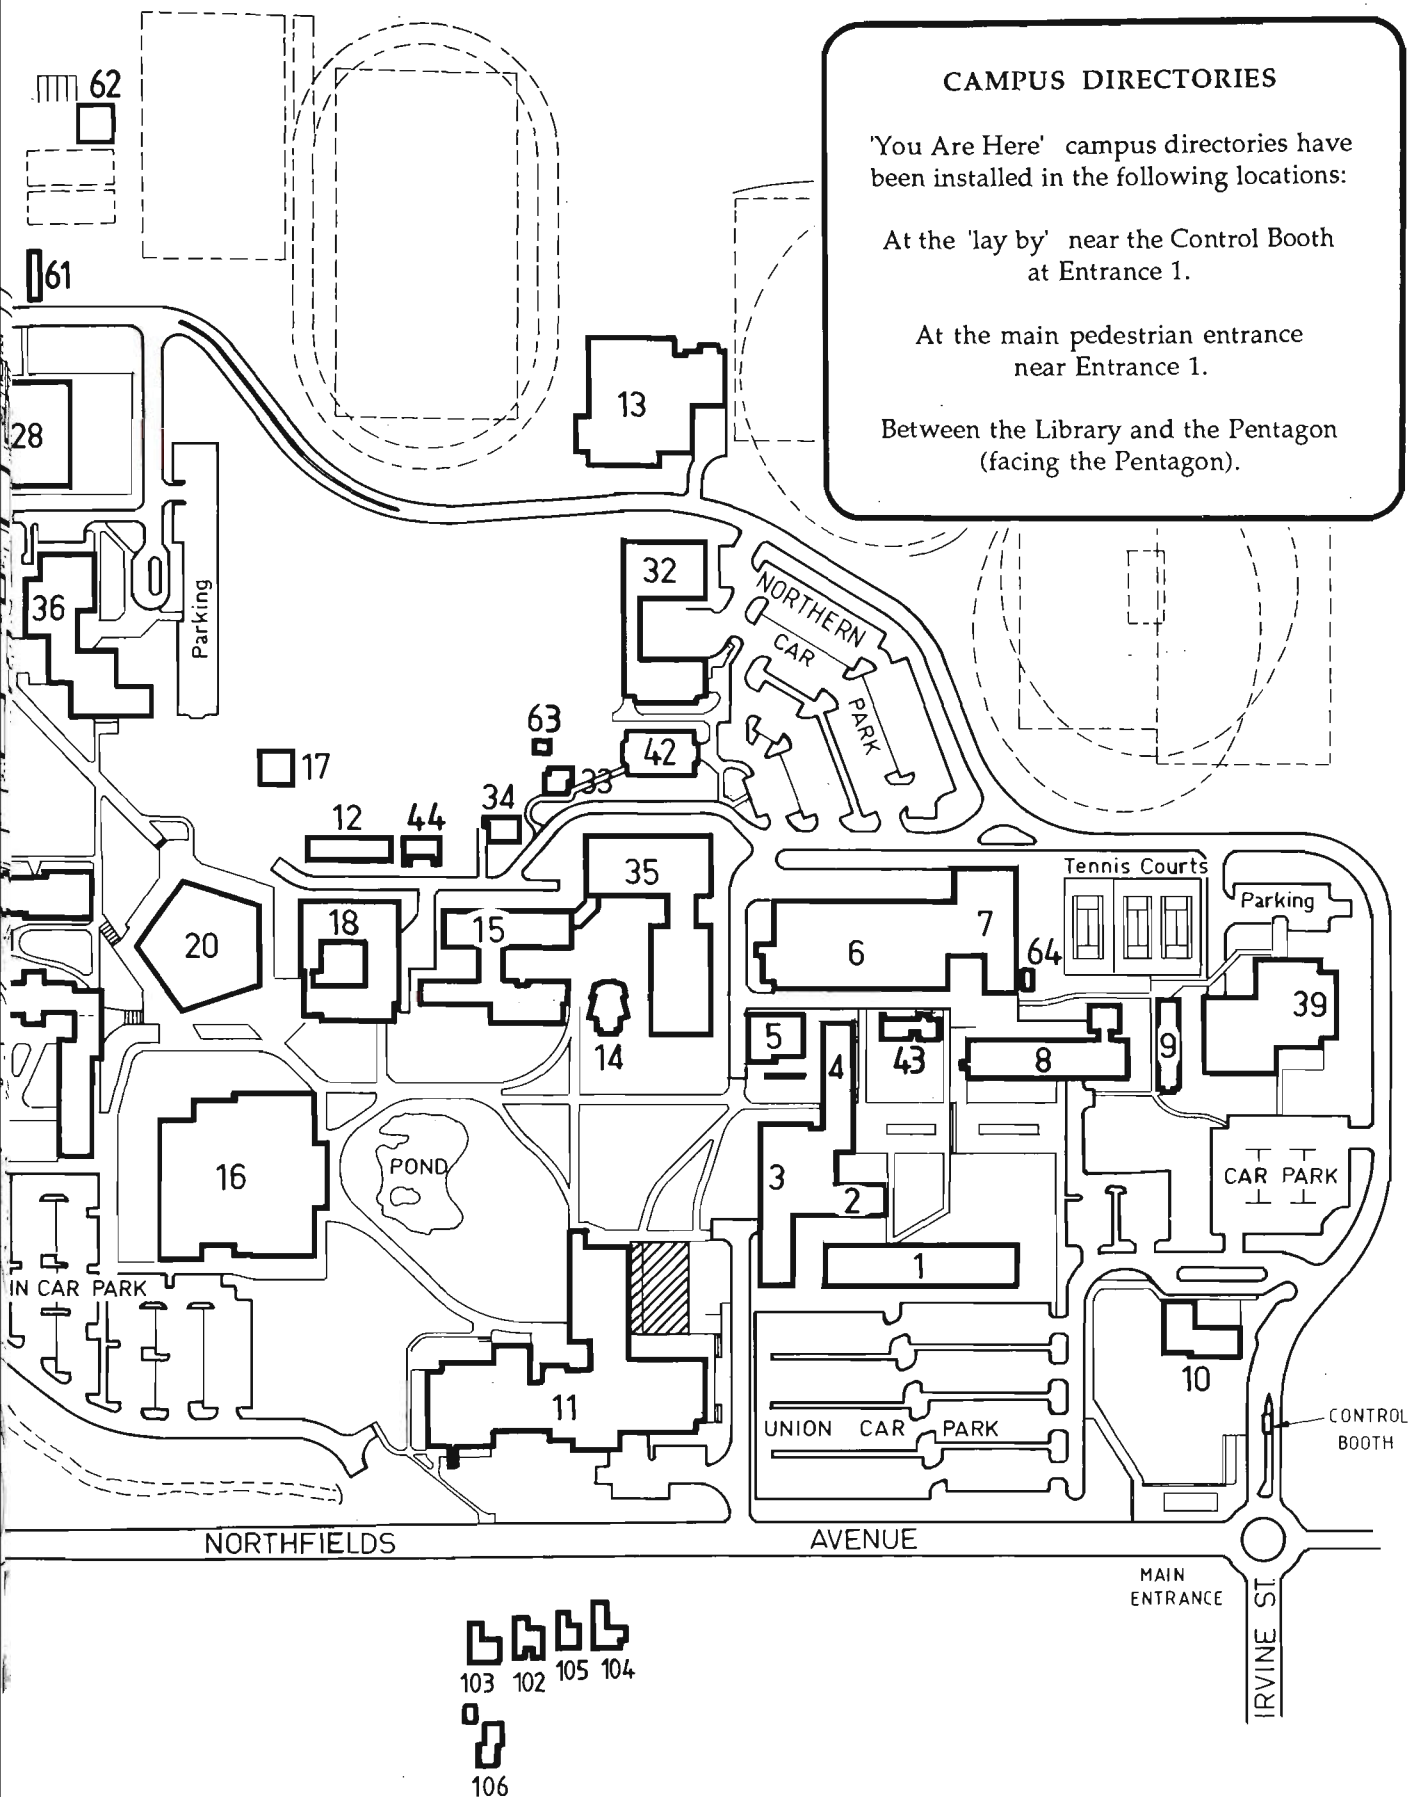 CAMPUS DIRECTORIES
'You Are Here' campus directories have
been installed in the following locations:
At the 'lay by' near the Control Booth
at Entrance 1.
At the main pedestrian entrance
near Entrance 1.
Between the Library and the Pentagon
(facing the Pentagon).
62
61
28
13
32
36
Parking
NORTHERN
CAR
PARK
63
42
17
33
34
12
44
35
Tennis Courts
Parking
18
15
20
6
7
64
39
14
5
4
43
8
9
16
POND
3
2
CAR PARK
1
IN CAR PARK
10
11
UNION CAR PARK
CONTROL
BOOTH
NORTHFIELDS AVENUE
MAIN
ENTRANCE
IRVINE ST.
103 102 105 104
106